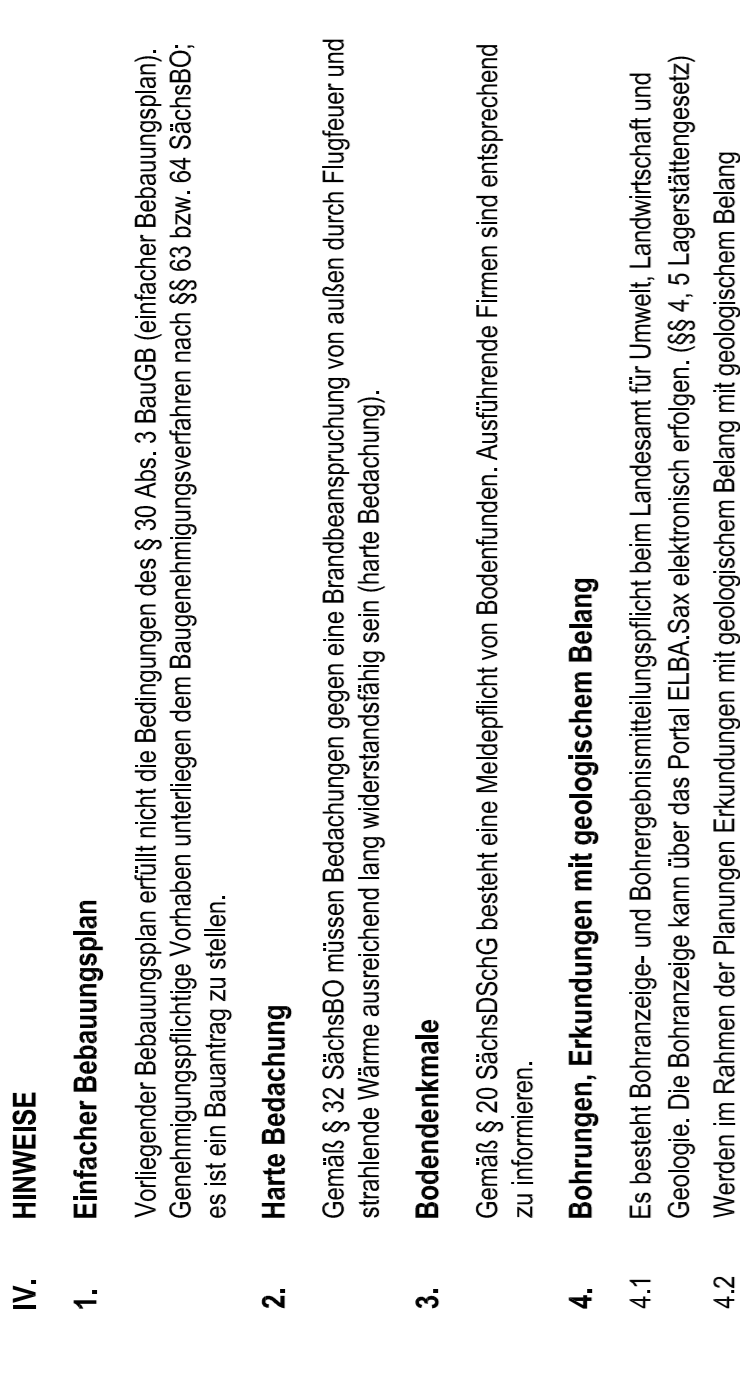 IV. HINWEISE
1. Einfacher Bebauungsplan
Vorliegender Bebauungsplan erfüllt nicht die Bedingungen des § 30 Abs. 3 BauGB (einfacher Bebauungsplan).
Genehmigungspflichtige Vorhaben unterliegen dem Baugenehmigungsverfahren nach §§ 63 bzw. 64 SächsBO;
es ist ein Bauantrag zu stellen.
2. Harte Bedachung
Gemäß § 32 SächsBO müssen Bedachungen gegen eine Brandbeanspruchung von außen durch Flugfeuer und
strahlende Wärme ausreichend lang widerstandsfähig sein (harte Bedachung).
3. Bodendenkmale
Gemäß § 20 SächsDSchG besteht eine Meldepflicht von Bodenfunden. Ausführende Firmen sind entsprechend
zu informieren.
4. Bohrungen, Erkundungen mit geologischem Belang
4.1 Es besteht Bohranzeige- und Bohrergebnismitteilungspflicht beim Landesamt für Umwelt, Landwirtschaft und
Geologie. Die Bohranzeige kann über das Portal ELBA.Sax elektronisch erfolgen. (§§ 4, 5 Lagerstättengesetz)
4.2 Werden im Rahmen der Planungen Erkundungen mit geologischem Belang mit geologischem Belang